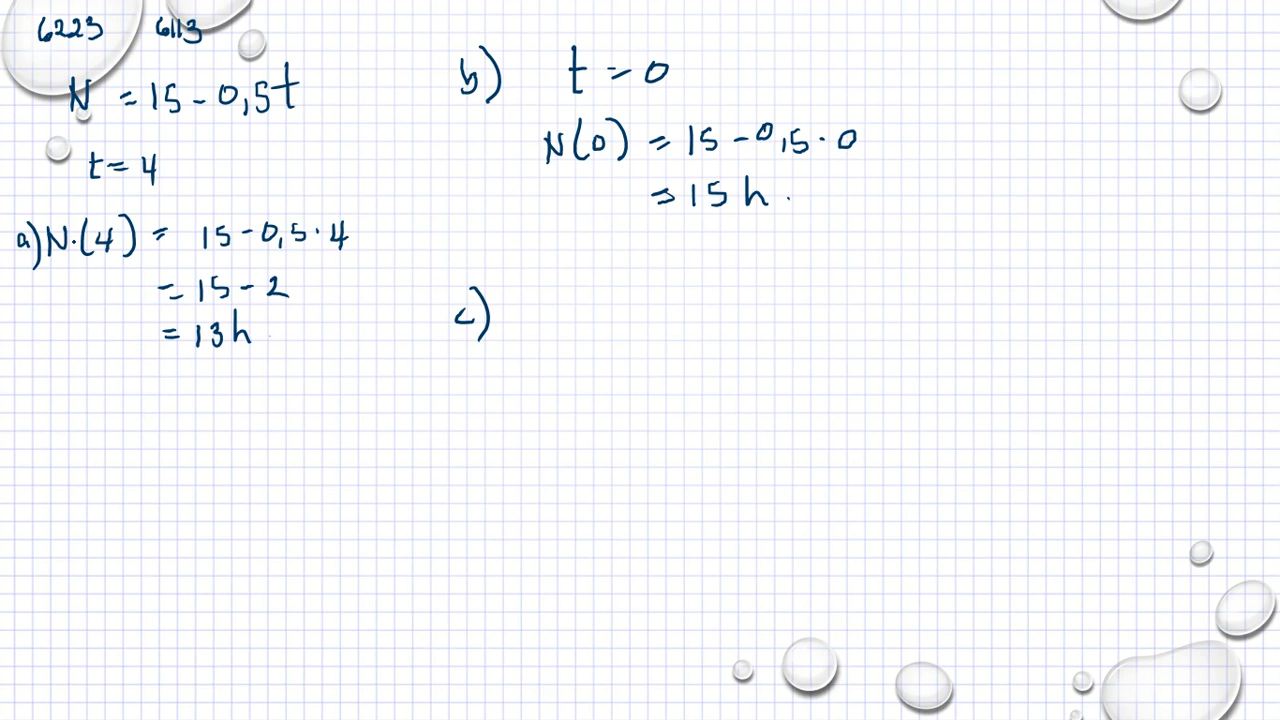 6223 6113
N = 15 - 0,5t
t = 4
a) N·(4) = 15 - 0,5 · 4
= 15 - 2
= 13 h
b) t = 0
N(0) = 15 - 0,5 · 0
= 15 h.
c)